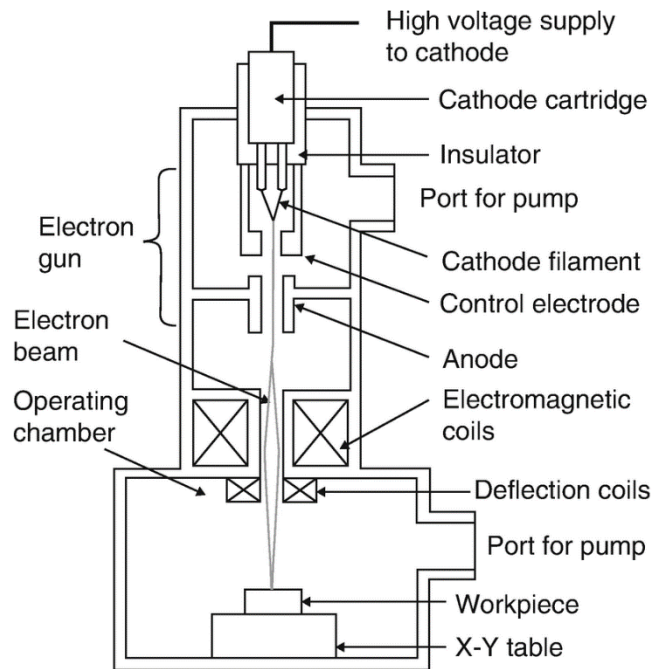 High voltage supply
to cathode
Cathode cartridge
Insulator
Port for pump
Electron
gun
Cathode filament
Control electrode
Electron
beam
Anode
Operating
chamber
Electromagnetic
coils
Deflection coils
Port for pump
Workpiece
X-Y table